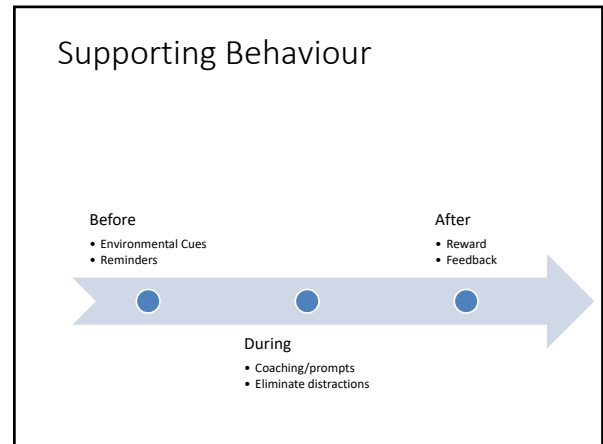 Supporting Behaviour
Before
• Environmental Cues
• Reminders
During
• Coaching/prompts
• Eliminate distractions
After
• Reward
• Feedback